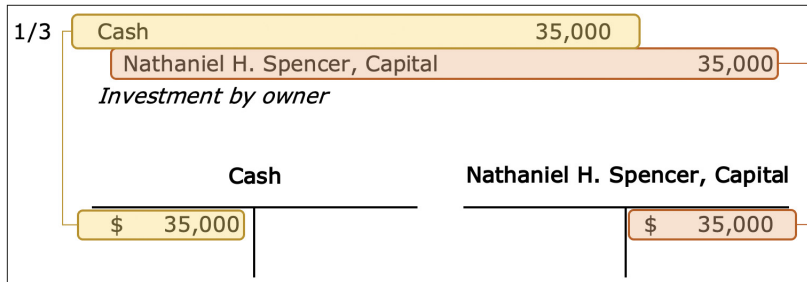 1/3 Cash 35,000
Nathaniel H. Spencer, Capital 35,000
Investment by owner
Cash Nathaniel H. Spencer, Capital
$ 35,000 $ 35,000